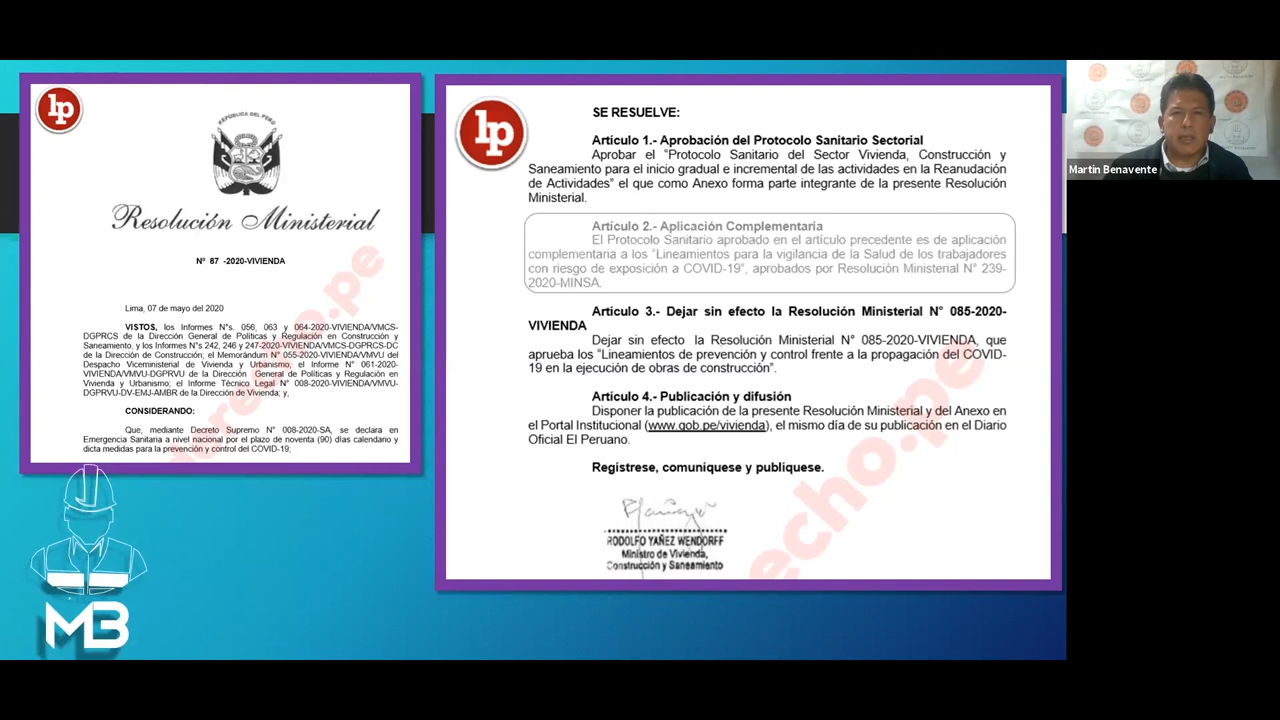 lp
REPÚBLICA DEL PERÚ
Resolución Ministerial
N° 87 -2020-VIVIENDA
Lima, 07 de mayo del 2020
VISTOS, los Informes N°s. 056, 063 y 064-2020-VIVIENDA/VMCS-
DGPRCS de la Dirección General de Políticas y Regulación en Construcción y
Saneamiento, y los Informes N°s 242, 246 y 247-2020-VIVIENDA/VMCS-DGPRCS-DC
de la Dirección de Construcción; el Memorándum N° 055-2020-VIVIENDA/VMVU del
Despacho Viceministerial de Vivienda y Urbanismo; el Informe N° 061-2020-
VIVIENDA/VMVU-DGPRVU de la Dirección General de Políticas y Regulación en
Vivienda y Urbanismo; el Informe Técnico Legal N° 008-2020-VIVIENDA/VMVU-
DGPRVU-DV-EMJ-AMBR de la Dirección de Vivienda; y,
CONSIDERANDO:
Que, mediante Decreto Supremo N° 008-2020-SA, se declara en
Emergencia Sanitaria a nivel nacional por el plazo de noventa (90) días calendario y
dicta medidas para la prevención y control del COVID-19;
MB
lp
SE RESUELVE:
Artículo 1.- Aprobación del Protocolo Sanitario Sectorial
Aprobar el “Protocolo Sanitario del Sector Vivienda, Construcción y
Saneamiento para el inicio gradual e incremental de las actividades en la Reanudación
de Actividades” el que como Anexo forma parte integrante de la presente Resolución
Ministerial.
Artículo 2.- Aplicación Complementaria
El Protocolo Sanitario aprobado en el artículo precedente es de aplicación
complementaria a los “Lineamientos para la vigilancia de la Salud de los trabajadores
con riesgo de exposición a COVID-19”, aprobados por Resolución Ministerial N° 239-
2020-MINSA.
Artículo 3.- Dejar sin efecto la Resolución Ministerial N° 085-2020-
VIVIENDA
Dejar sin efecto la Resolución Ministerial N° 085-2020-VIVIENDA, que
aprueba los “Lineamientos de prevención y control frente a la propagación del COVID-
19 en la ejecución de obras de construcción”.
Artículo 4.- Publicación y difusión
Disponer la publicación de la presente Resolución Ministerial y del Anexo en
el Portal Institucional (www.gob.pe/vivienda), el mismo día de su publicación en el Diario
Oficial El Peruano.
Regístrese, comuníquese y publíquese.
RODOLFO YAÑEZ WENDORFF
Ministro de Vivienda,
Construcción y Saneamiento
echo.pe
Martin Benavente